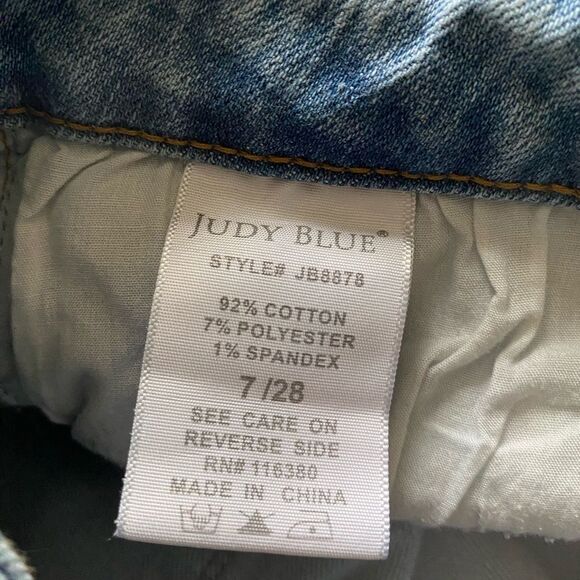 JUDY BLUE®
STYLE# JB8878
92% COTTON
7% POLYESTER
1% SPANDEX
7 /28
SEE CARE ON
REVERSE SIDE
RN# 116380
MADE IN CHINA